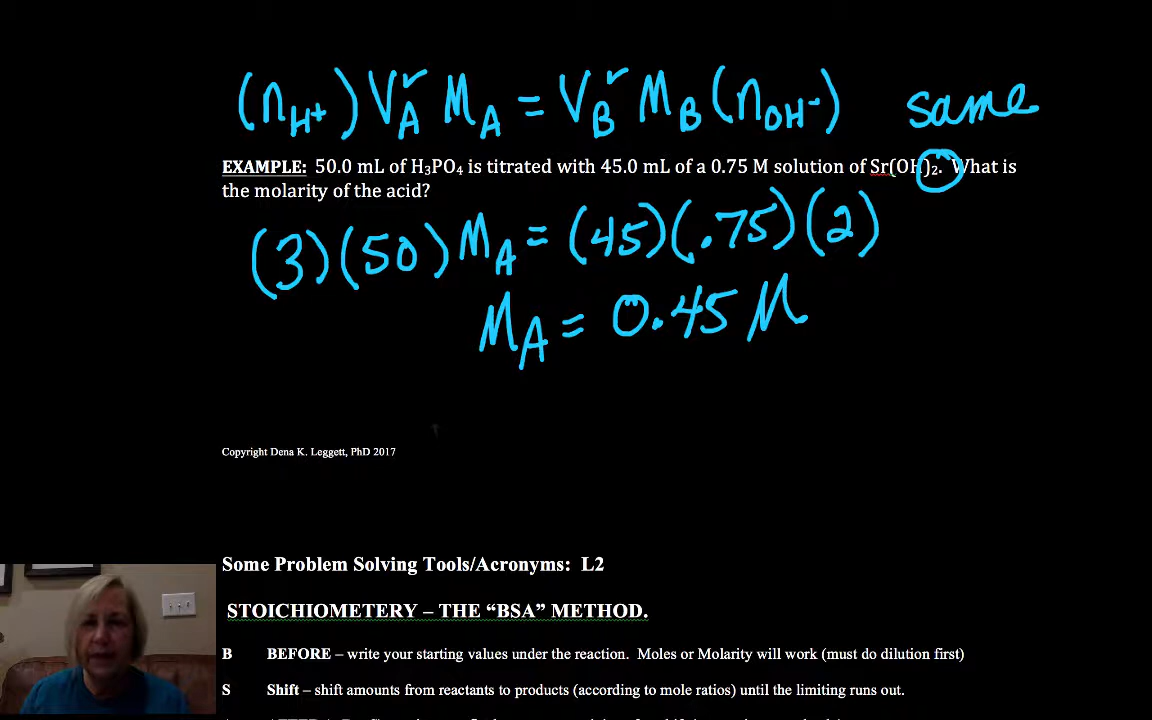 (nH+) VA MA = VB MB (nOH-) same
EXAMPLE: 50.0 mL of H₃PO₄ is titrated with 45.0 mL of a 0.75 M solution of Sr(OH)₂. What is
the molarity of the acid?
(3)(50) MA = (45)(.75)(2)
MA = 0.45 M
Copyright Dena K. Leggett, PhD 2017
Some Problem Solving Tools/Acronyms: L2
STOICHIOMETERY – THE “BSA” METHOD.
B BEFORE – write your starting values under the reaction. Moles or Molarity will work (must do dilution first)
S Shift – shift amounts from reactants to products (according to mole ratios) until the limiting runs out.